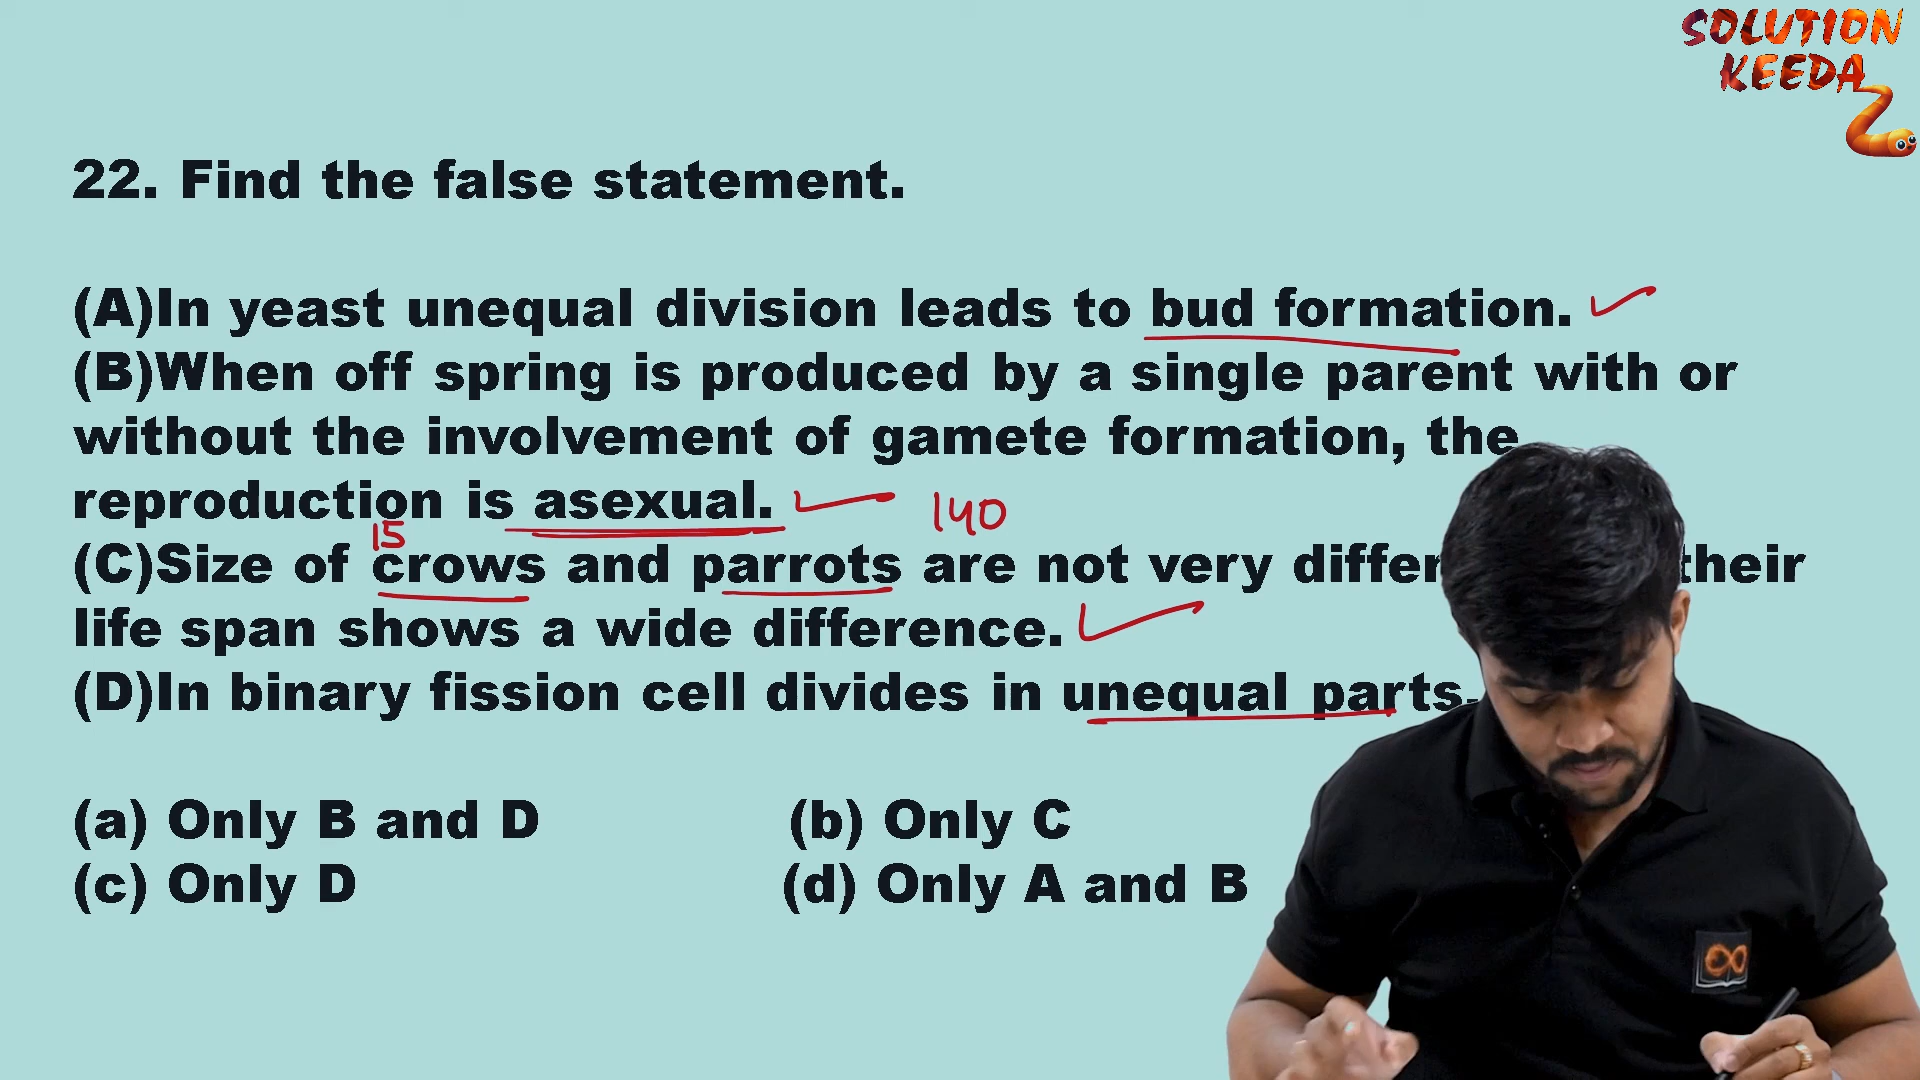 SOLUTION
KEEDA
22. Find the false statement.
(A)In yeast unequal division leads to bud formation.
(B)When off spring is produced by a single parent with or
without the involvement of gamete formation, the
reproduction is asexual.
140
15
(C)Size of crows and parrots are not very differ their
life span shows a wide difference.
(D)In binary fission cell divides in unequal parts.
(a) Only B and D (b) Only C
(c) Only D (d) Only A and B